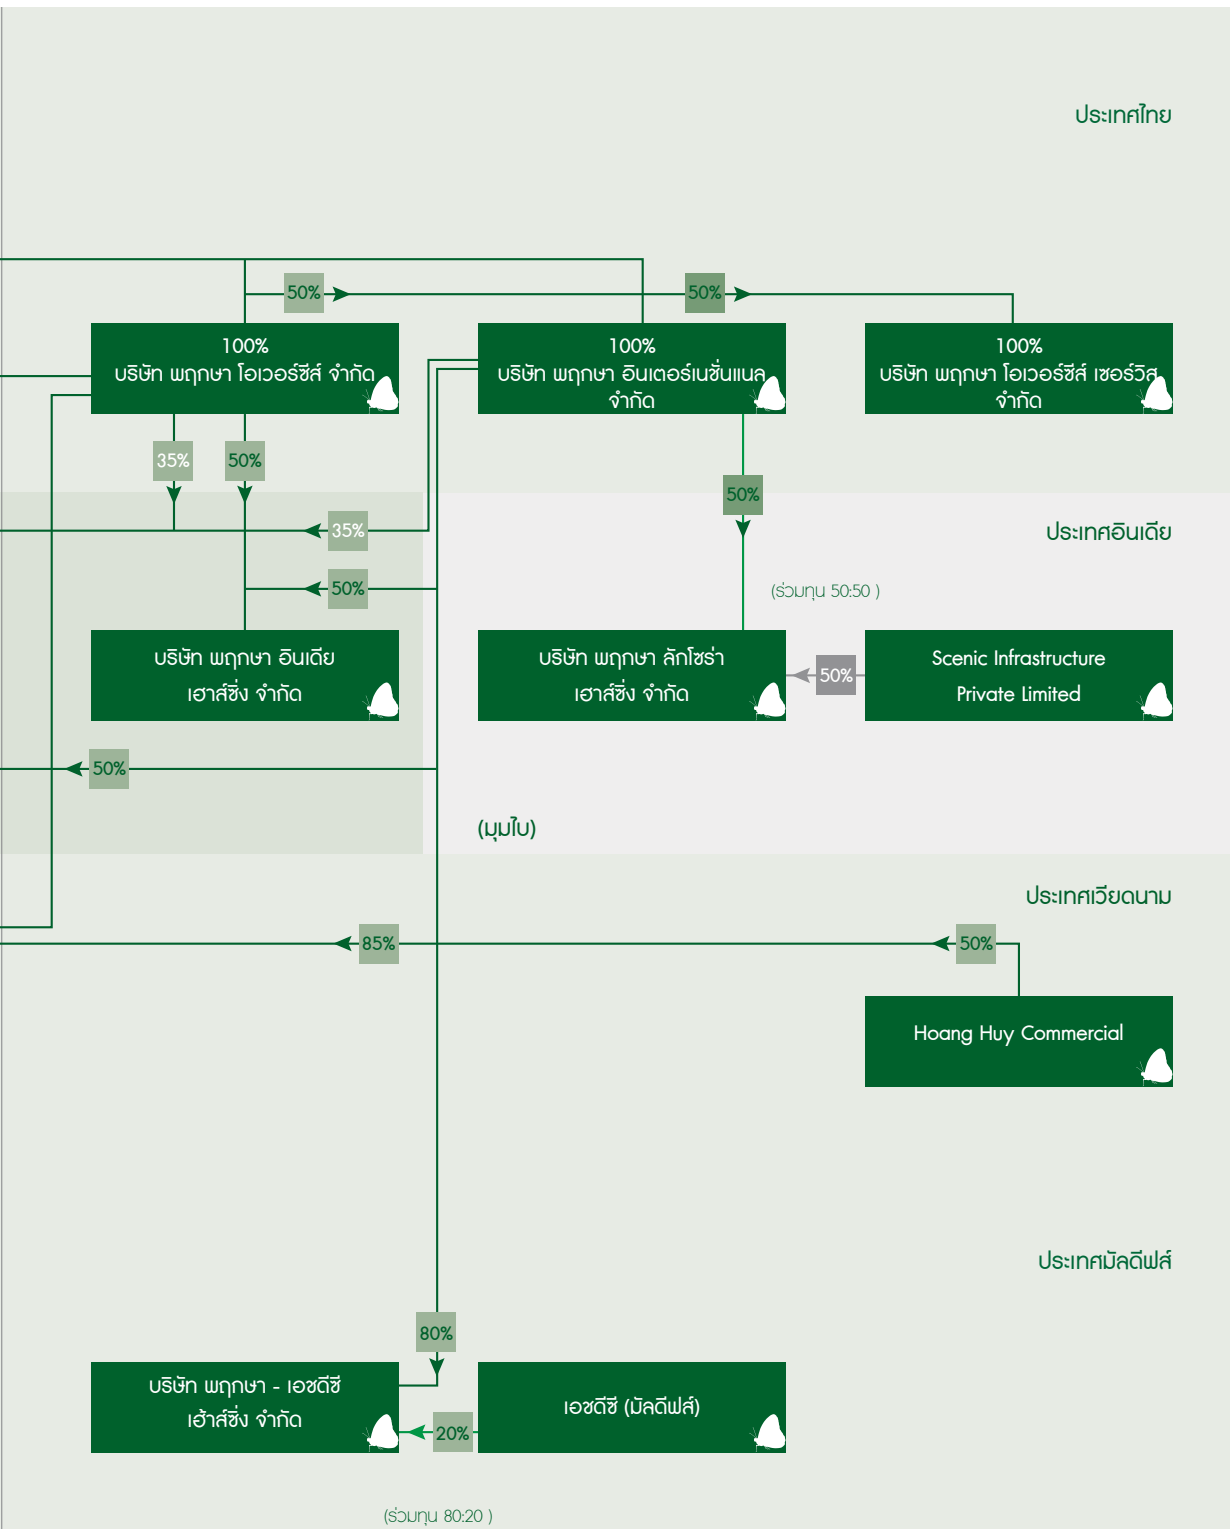 ประเทศไทย
50%
50%
100%
บริษัท พฤกษา โอเวอร์ซีส์ จำกัด
100%
บริษัท พฤกษา อินเตอร์เนชั่นแนล
จำกัด
100%
บริษัท พฤกษา โอเวอร์ซีส์ เซอร์วิส
จำกัด
35%
50%
50%
35%
ประเทศอินเดีย
50%
(ร่วมทุน 50:50 )
บริษัท พฤกษา อินเดีย
เฮาส์ซิ่ง จำกัด
บริษัท พฤกษา ลักโซร่า
เฮาส์ซิ่ง จำกัด
50%
Scenic Infrastructure
Private Limited
50%
(มุมไบ)
ประเทศเวียดนาม
85%
50%
Hoang Huy Commercial
ประเทศมัลดีฟส์
80%
บริษัท พฤกษา - เอชดีซี
เฮ้าส์ซิ่ง จำกัด
20%
เอชดีซี (มัลดีฟส์)
(ร่วมทุน 80:20 )